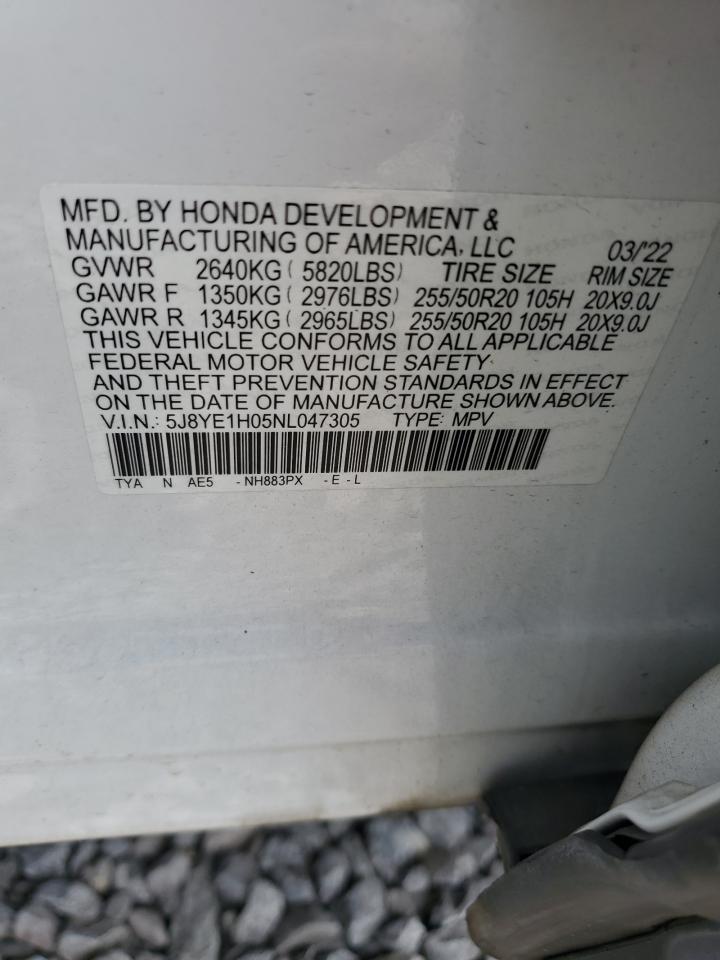 MFD. BY HONDA DEVELOPMENT &
MANUFACTURING OF AMERICA, LLC 03/'22
GVWR 2640KG ( 5820LBS) TIRE SIZE RIM SIZE
GAWR F 1350KG ( 2976LBS) 255/50R20 105H 20X9.0J
GAWR R 1345KG ( 2965LBS) 255/50R20 105H 20X9.0J
THIS VEHICLE CONFORMS TO ALL APPLICABLE
FEDERAL MOTOR VEHICLE SAFETY
AND THEFT PREVENTION STANDARDS IN EFFECT
ON THE DATE OF MANUFACTURE SHOWN ABOVE.
V.I.N.: 5J8YE1H05NL047305 TYPE: MPV
TYA N AE5 -NH883PX -E-L